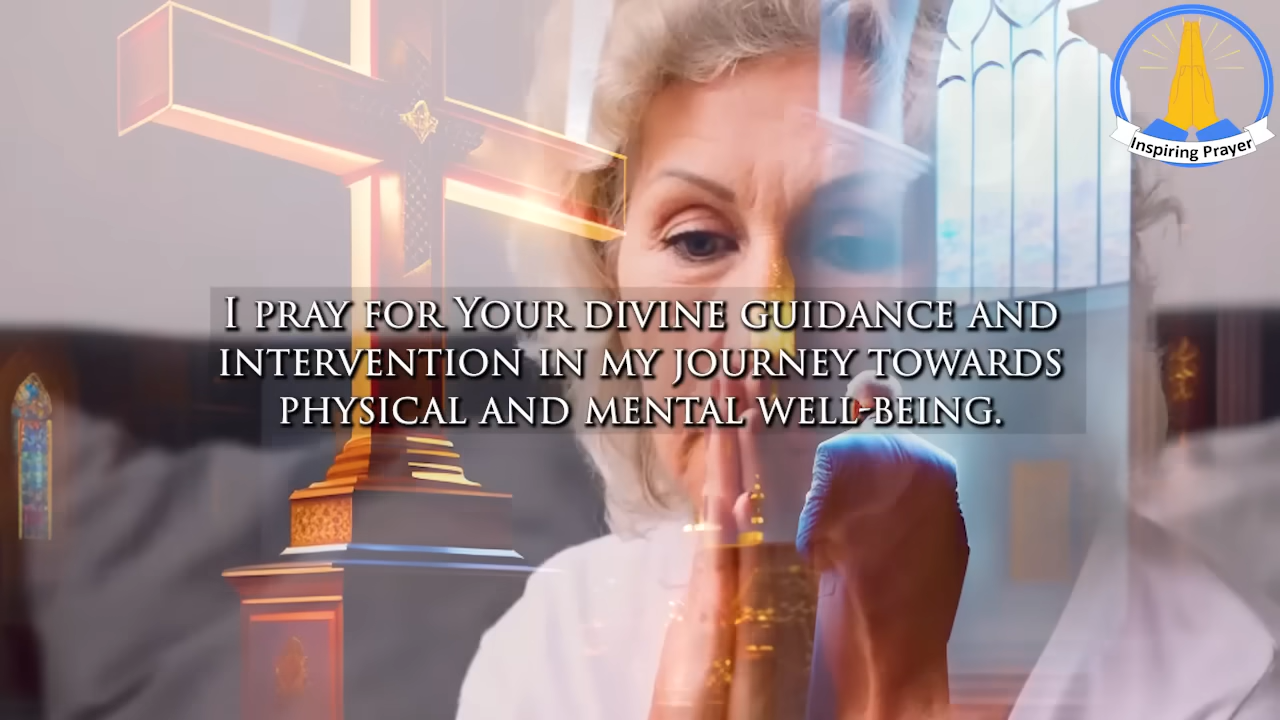 Inspiring Prayer
I PRAY FOR YOUR DIVINE GUIDANCE AND
INTERVENTION IN MY JOURNEY TOWARDS
PHYSICAL AND MENTAL WELL-BEING.